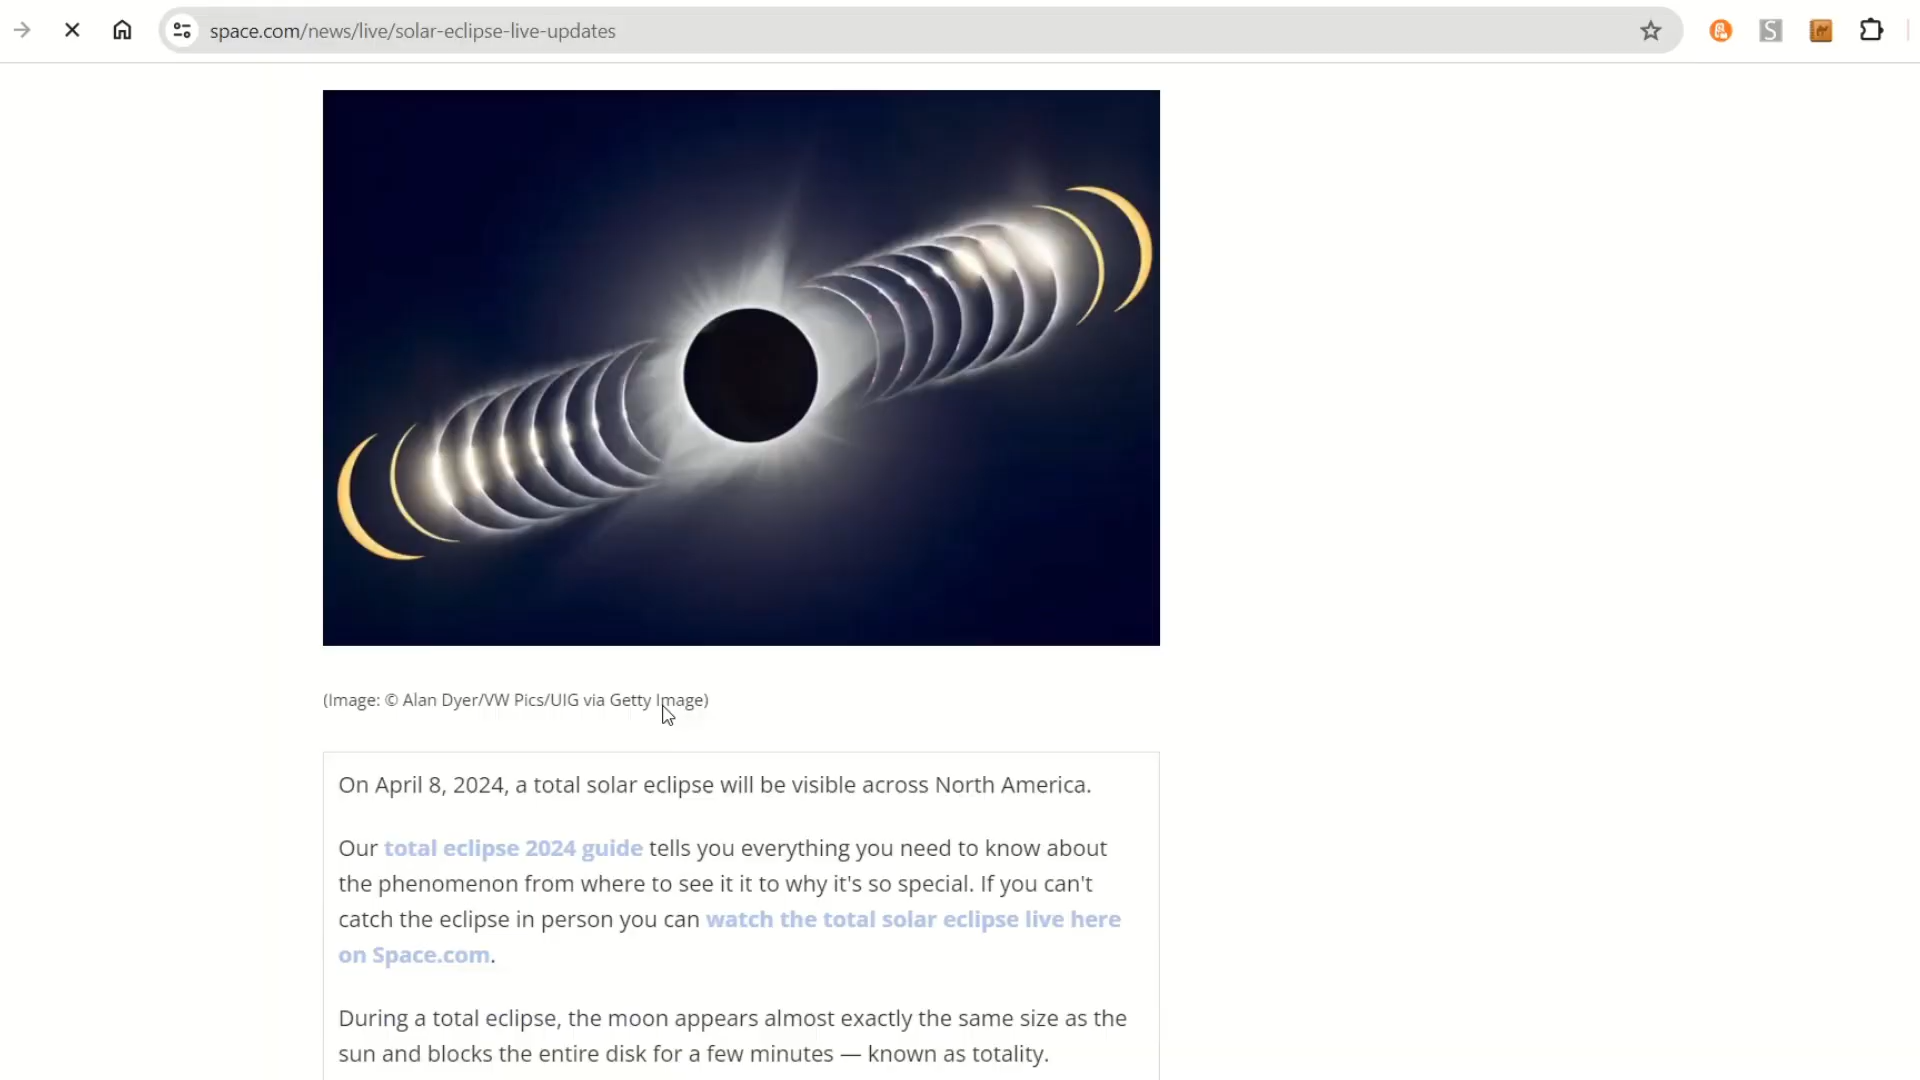 space.com/news/live/solar-eclipse-live-updates
S
(Image: © Alan Dyer/VW Pics/UIG via Getty Image)
On April 8, 2024, a total solar eclipse will be visible across North America.
Our total eclipse 2024 guide tells you everything you need to know about
the phenomenon from where to see it it to why it's so special. If you can't
catch the eclipse in person you can watch the total solar eclipse live here
on Space.com.
During a total eclipse, the moon appears almost exactly the same size as the
sun and blocks the entire disk for a few minutes — known as totality.